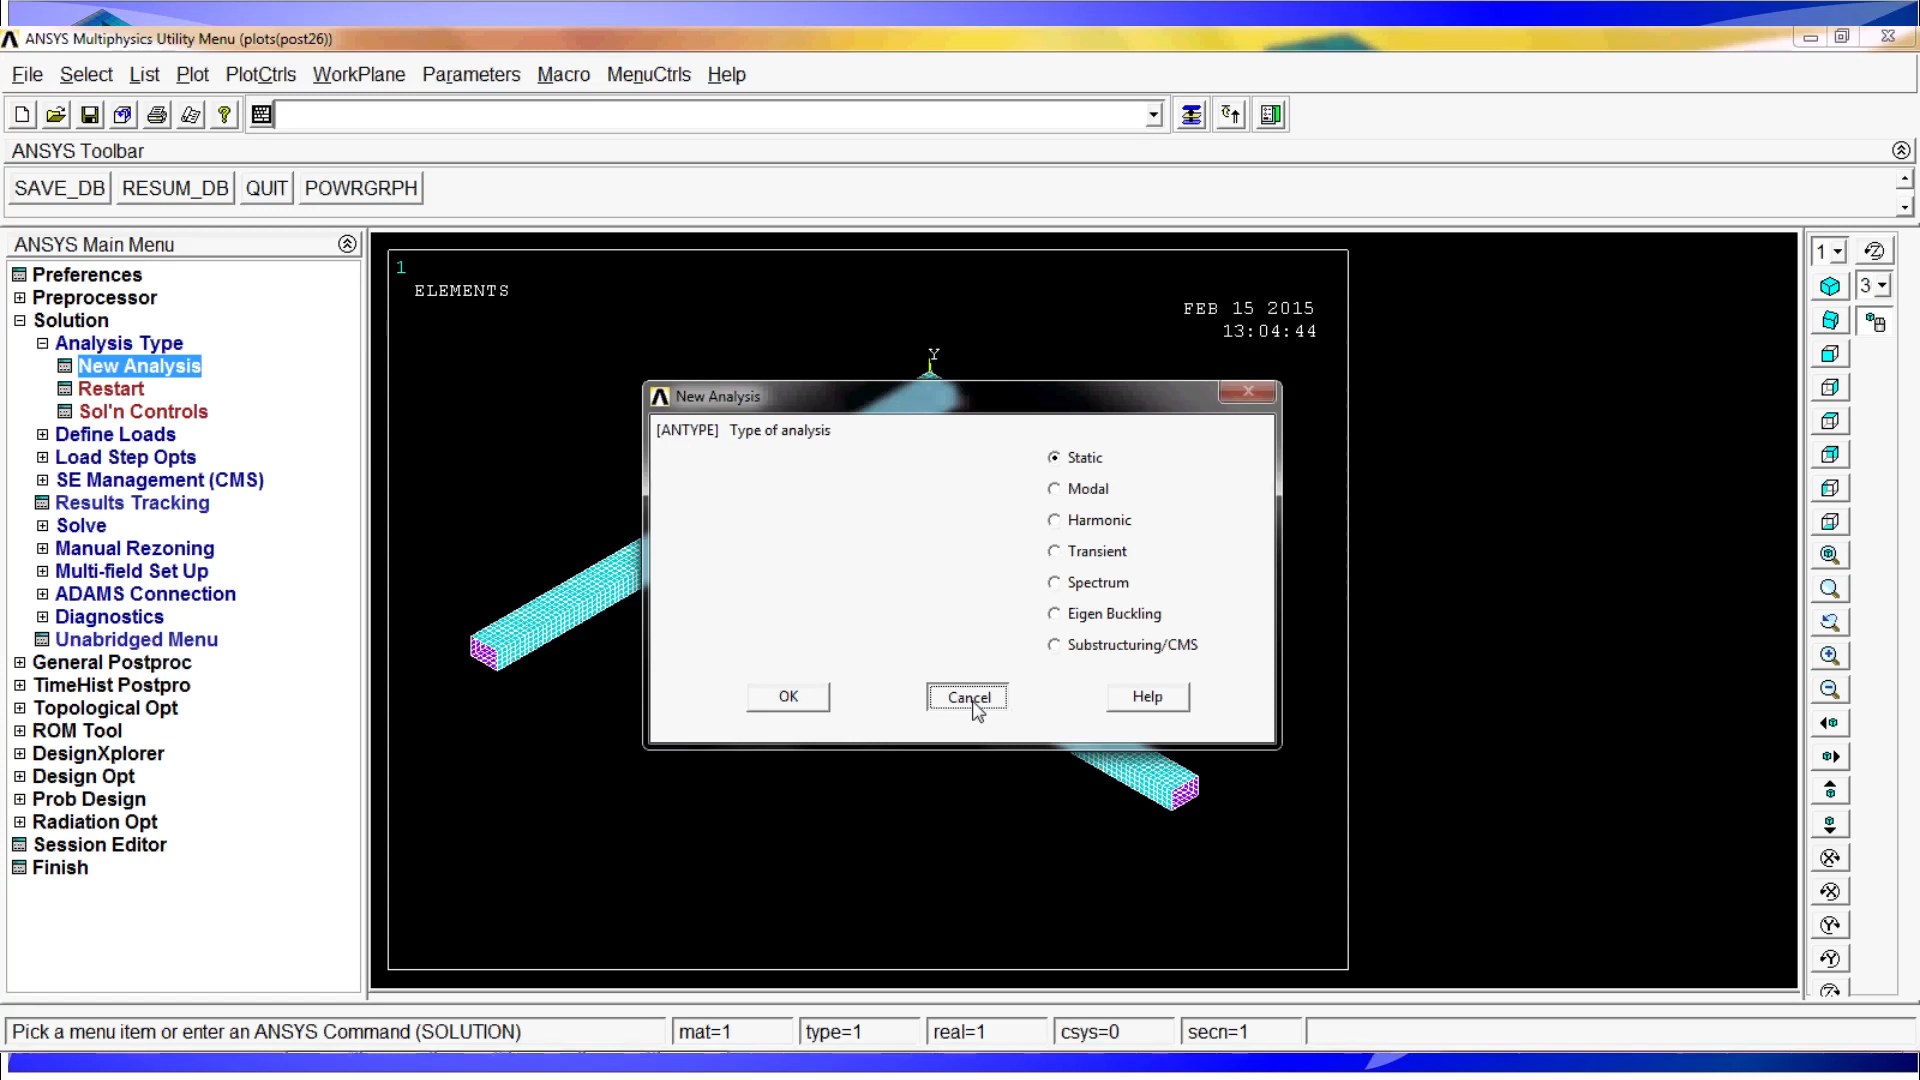 ANSYS Multiphysics Utility Menu (plots(post26))
File Select List Plot PlotCtrls WorkPlane Parameters Macro MenuCtrls Help
ANSYS Toolbar
SAVE_DB RESUM_DB QUIT POWRGRPH
ANSYS Main Menu
Preferences
Preprocessor
Solution
Analysis Type
New Analysis
Restart
Sol'n Controls
Define Loads
Load Step Opts
SE Management (CMS)
Results Tracking
Solve
Manual Rezoning
Multi-field Set Up
ADAMS Connection
Diagnostics
Unabridged Menu
General Postproc
TimeHist Postpro
Topological Opt
ROM Tool
DesignXplorer
Design Opt
Prob Design
Radiation Opt
Session Editor
Finish
1
ELEMENTS
FEB 15 2015
13:04:44
Y
New Analysis
[ANTYPE] Type of analysis
Static
Modal
Harmonic
Transient
Spectrum
Eigen Buckling
Substructuring/CMS
OK Cancel Help
1
3
Pick a menu item or enter an ANSYS Command (SOLUTION) mat=1 type=1 real=1 csys=0 secn=1